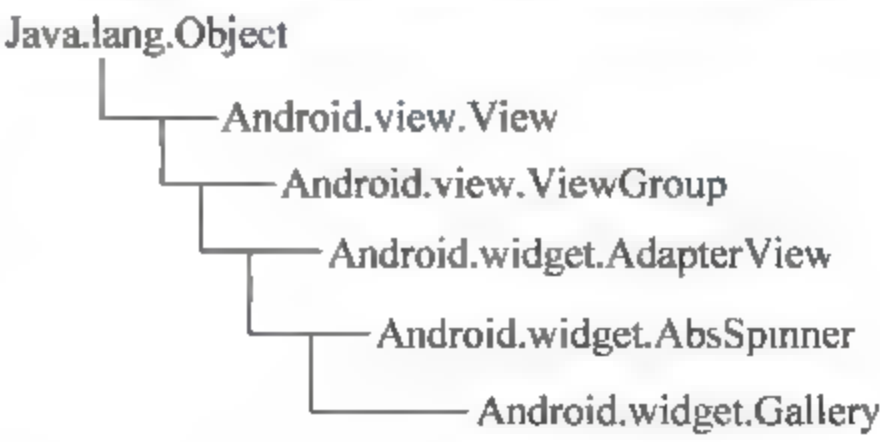 Java.lang.Object
Android.view.View
Android.view.ViewGroup
Android.widget.AdapterView
Android.widget.AbsSpinner
Android.widget.Gallery